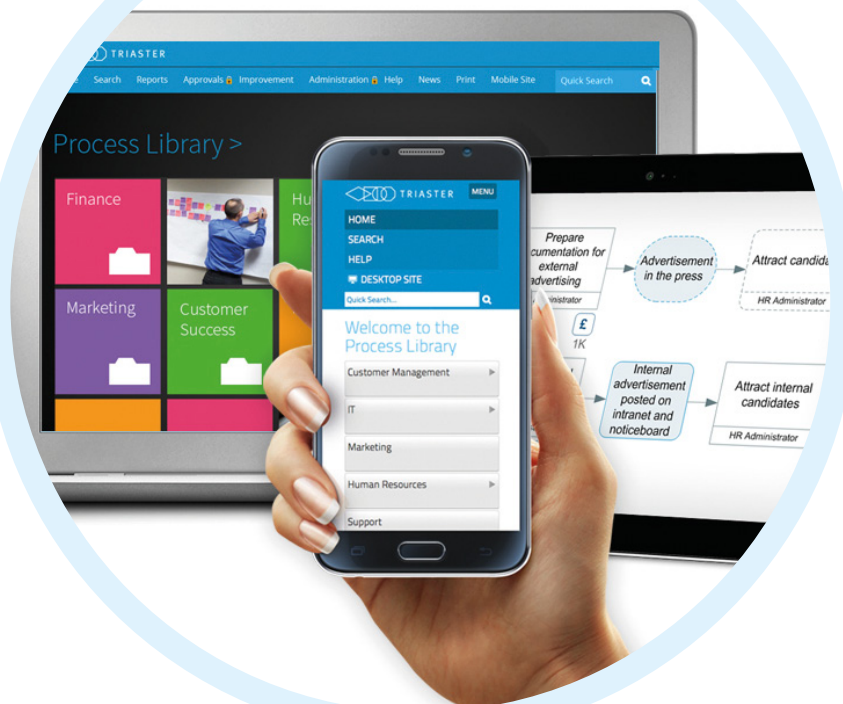 TRIASTER
Search Reports Approvals Improvement Administration Help News Print Mobile Site Quick Search
Process Library >
Finance
Marketing
Customer
Success
TRIASTER MENU
HOME
SEARCH
HELP
DESKTOP SITE
Quick Search...
Welcome to the
Process Library
Customer Management
IT
Marketing
Human Resources
Support
Prepare
external
HR Administrator
£
1K
Advertisement
in the press
Attract
HR Administrator
Internal
advertisement
posted on
intranet and
noticeboard
Attract internal
candidates
HR Administrator